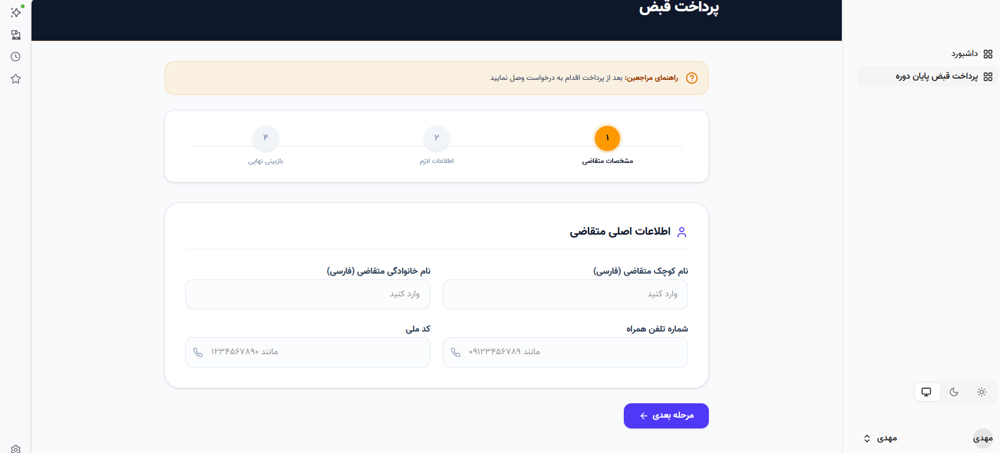 پرداخت قبض
داشبورد
پرداخت قبض پایان دوره
راهنمای مراجعین: بعد از پرداخت اقدام به درخواست وصل نمایید
۱
۲
۴
مشخصات متقاضی
اطلاعات لازم
بازبینی نهایی
اطلاعات اصلی متقاضی
نام کوچک متقاضی (فارسی)
نام خانوادگی متقاضی (فارسی)
وارد کنید
وارد کنید
شماره تلفن همراه
کد ملی
مانند ۰۹۱۲۳۴۵۶۷۸۹
مانند ۱۲۳۴۵۶۷۸۹۰
مرحله بعدی
مهدی
مهدی